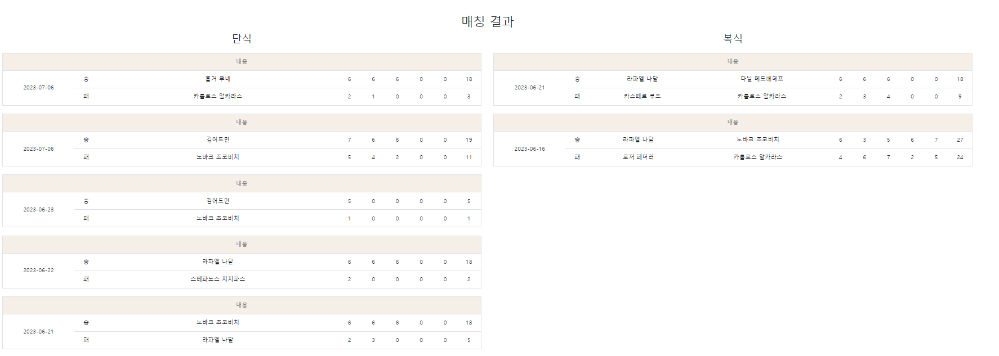 매칭 결과
단식
내용
2023-07-06
승 홀거 루네 6 6 6 0 0 18
패 카를로스 알카라스 2 1 0 0 0 3
내용
2023-07-06
승 김어드민 7 6 6 0 0 19
패 노바크 조코비치 5 4 2 0 0 11
내용
2023-06-23
승 김어드민 5 0 0 0 0 5
패 노바크 조코비치 1 0 0 0 0 1
내용
2023-06-22
승 라파엘 나달 6 6 6 0 0 18
패 스테파노스 치치파스 2 0 0 0 0 2
내용
2023-06-21
승 노바크 조코비치 6 6 6 0 0 18
패 라파엘 나달 2 3 0 0 0 5
복식
내용
2023-06-21
승 라파엘 나달 다닐 메드베데프 6 6 6 0 0 18
패 카스페르 루드 카를로스 알카라스 2 3 4 0 0 9
내용
2023-06-16
승 라파엘 나달 노바크 조코비치 6 3 5 6 7 27
패 로저 페더러 카를로스 알카라스 4 6 7 2 5 24